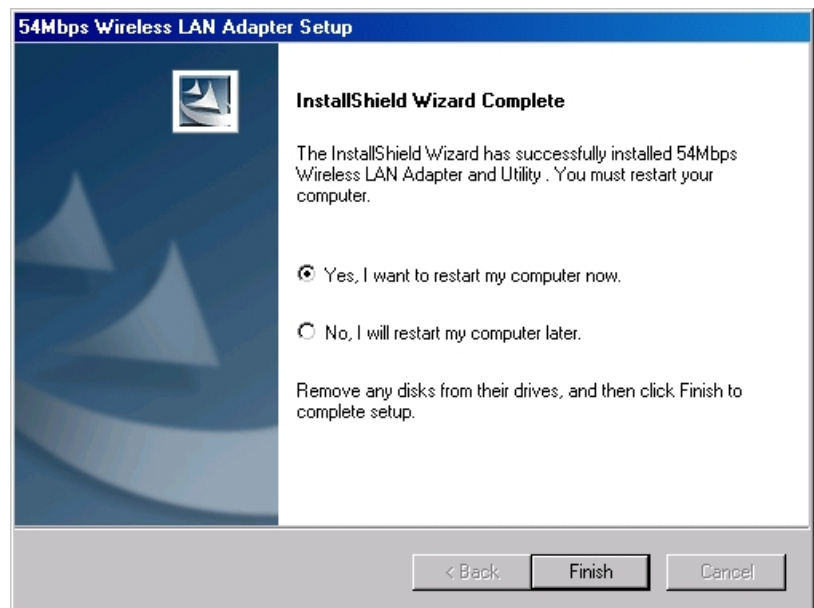 54Mbps Wireless LAN Adapter Setup
InstallShield Wizard Complete
The InstallShield Wizard has successfully installed 54Mbps
Wireless LAN Adapter and Utility . You must restart your
computer.
Yes, I want to restart my computer now.
No, I will restart my computer later.
Remove any disks from their drives, and then click Finish to
complete setup.
< Back
Finish
Cancel